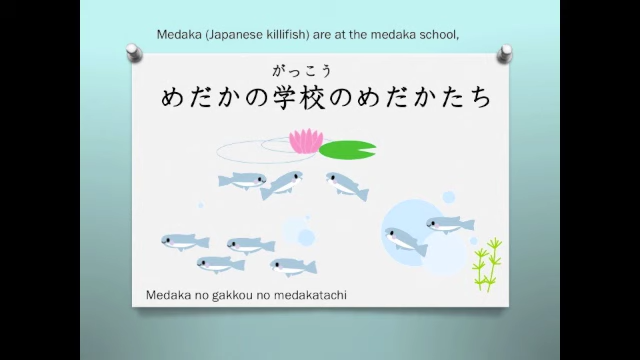 Medaka (Japanese killifish) are at the medaka school,
がっこう
めだかの学校のめだかたち
Medaka no gakkou no medakatachi